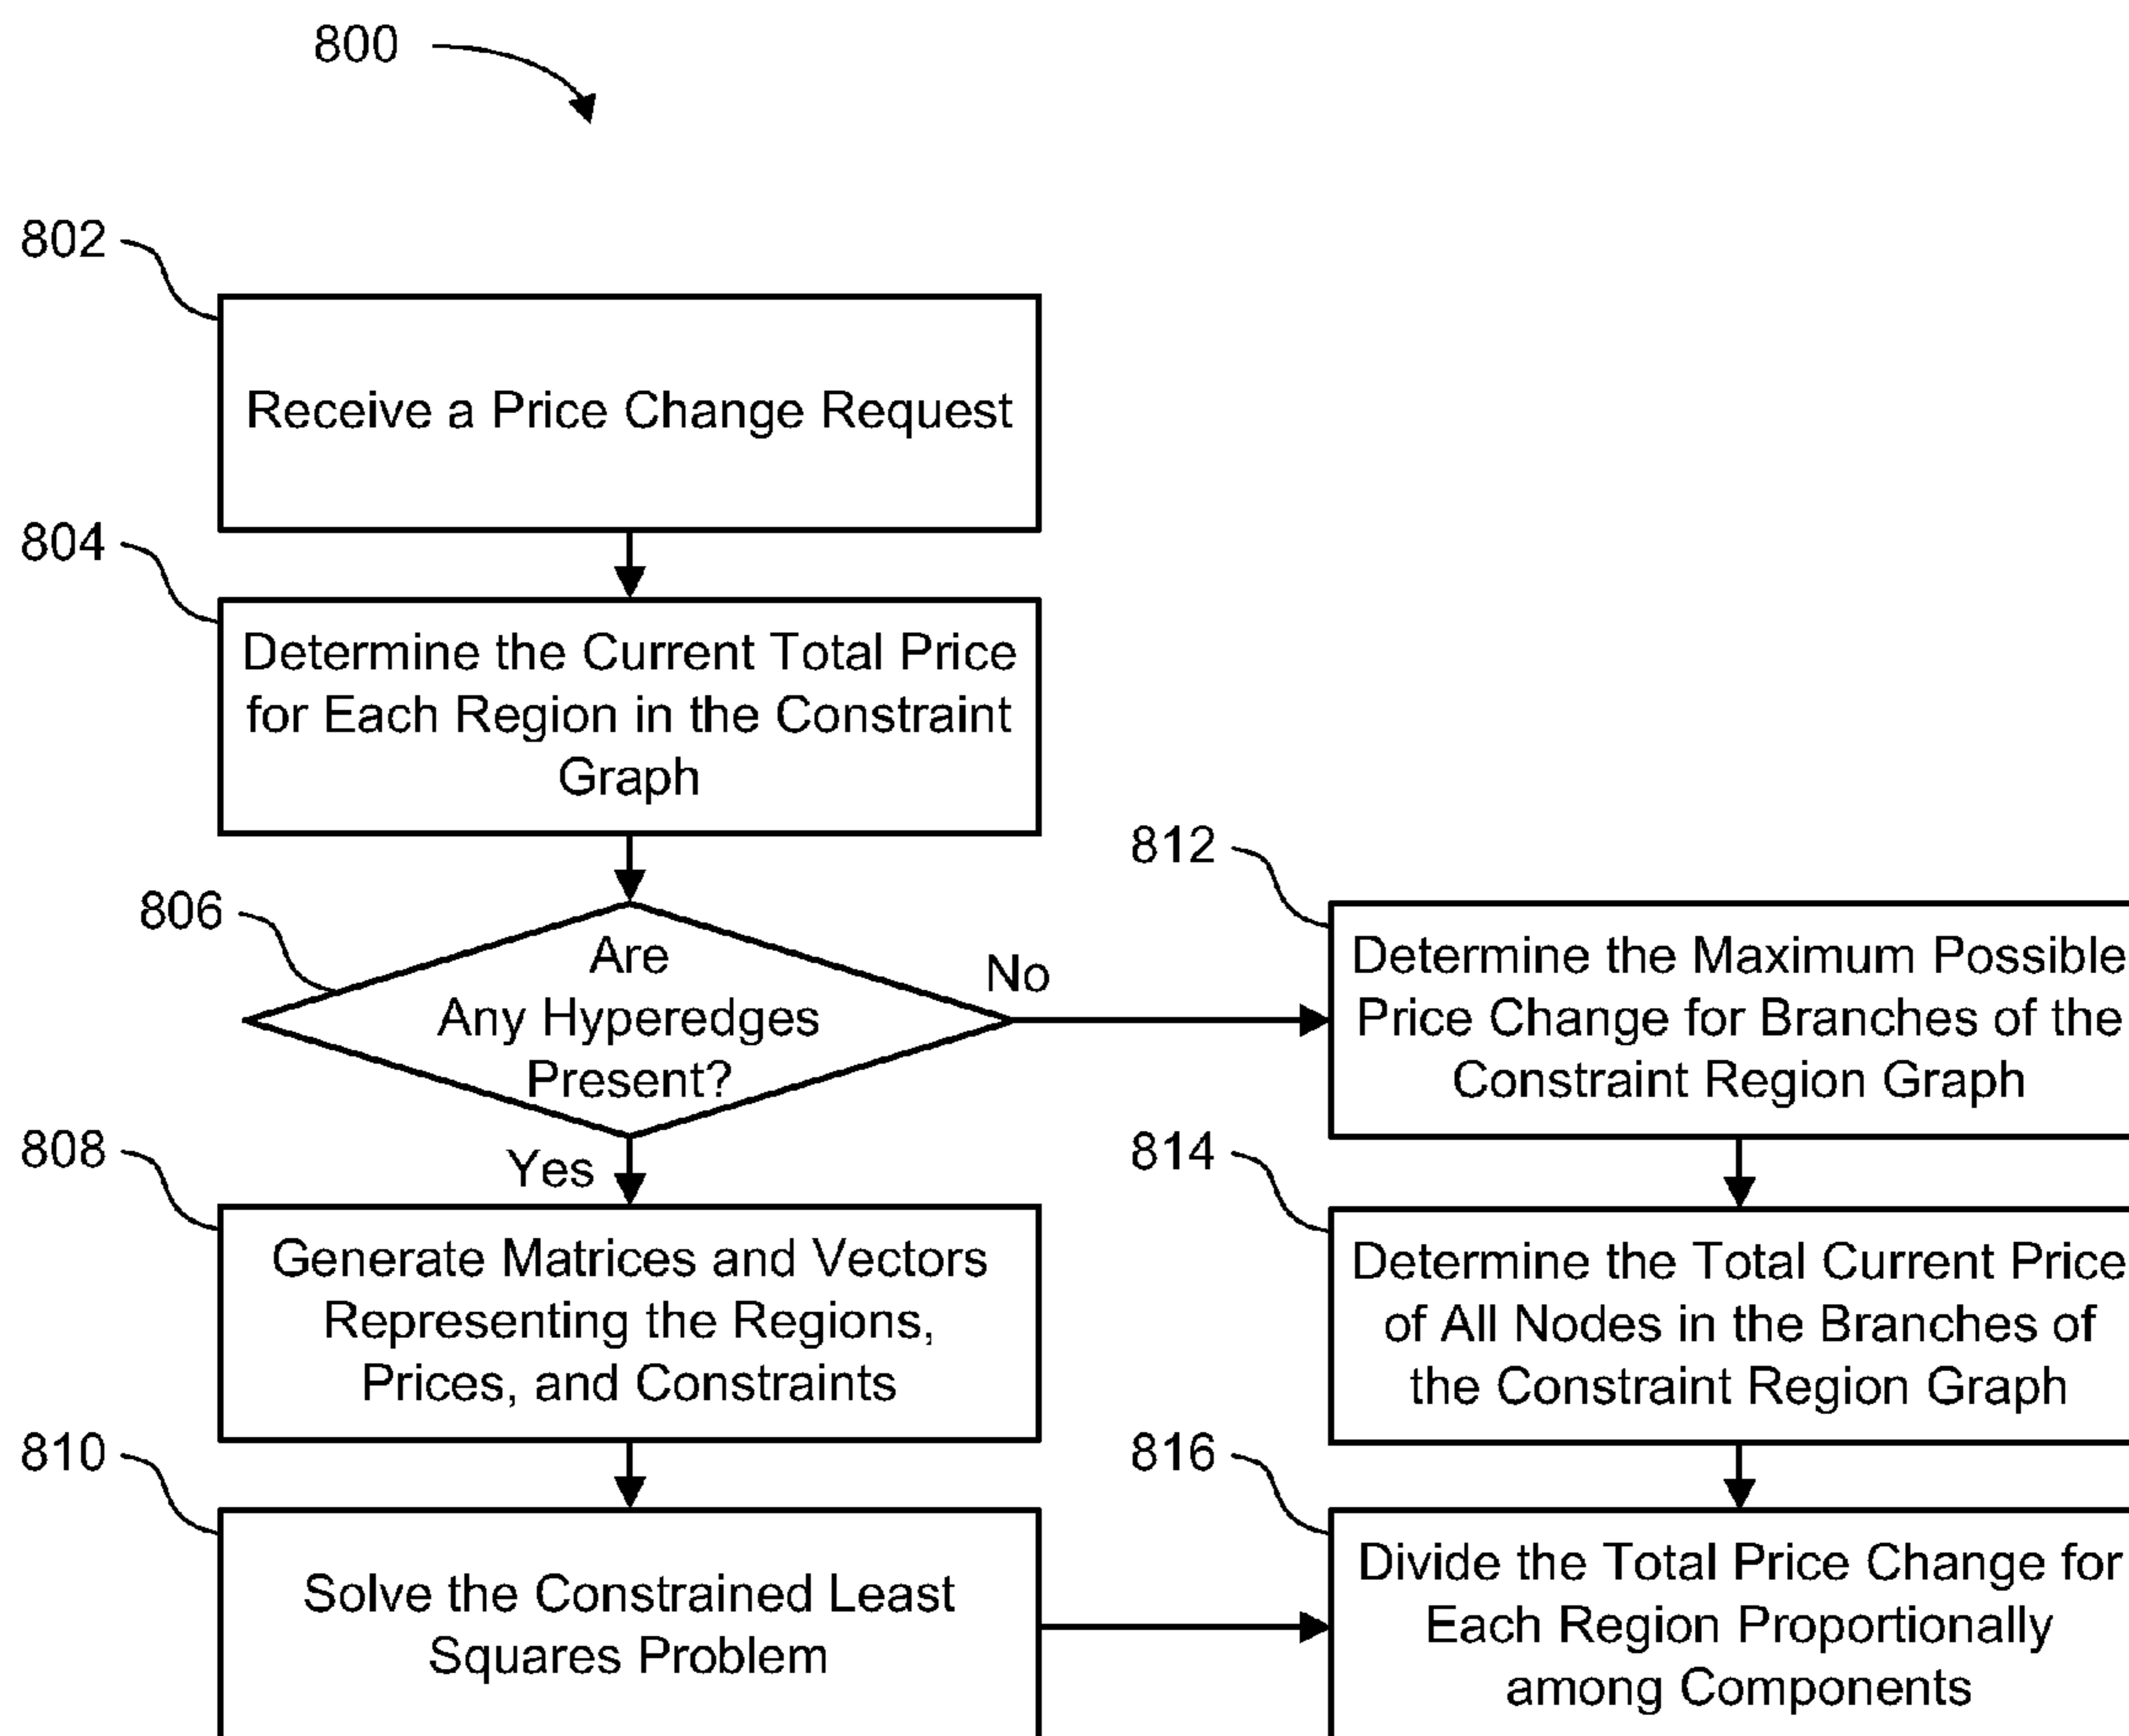 800
802
Receive a Price Change Request
804
Determine the Current Total Price
for Each Region in the Constraint
Graph
806
Are
Any Hyperedges
Present?
No
Yes
808
Generate Matrices and Vectors
Representing the Regions,
Prices, and Constraints
810
Solve the Constrained Least
Squares Problem
812
Determine the Maximum Possible
Price Change for Branches of the
Constraint Region Graph
814
Determine the Total Current Price
of All Nodes in the Branches of
the Constraint Region Graph
816
Divide the Total Price Change for
Each Region Proportionally
among Components